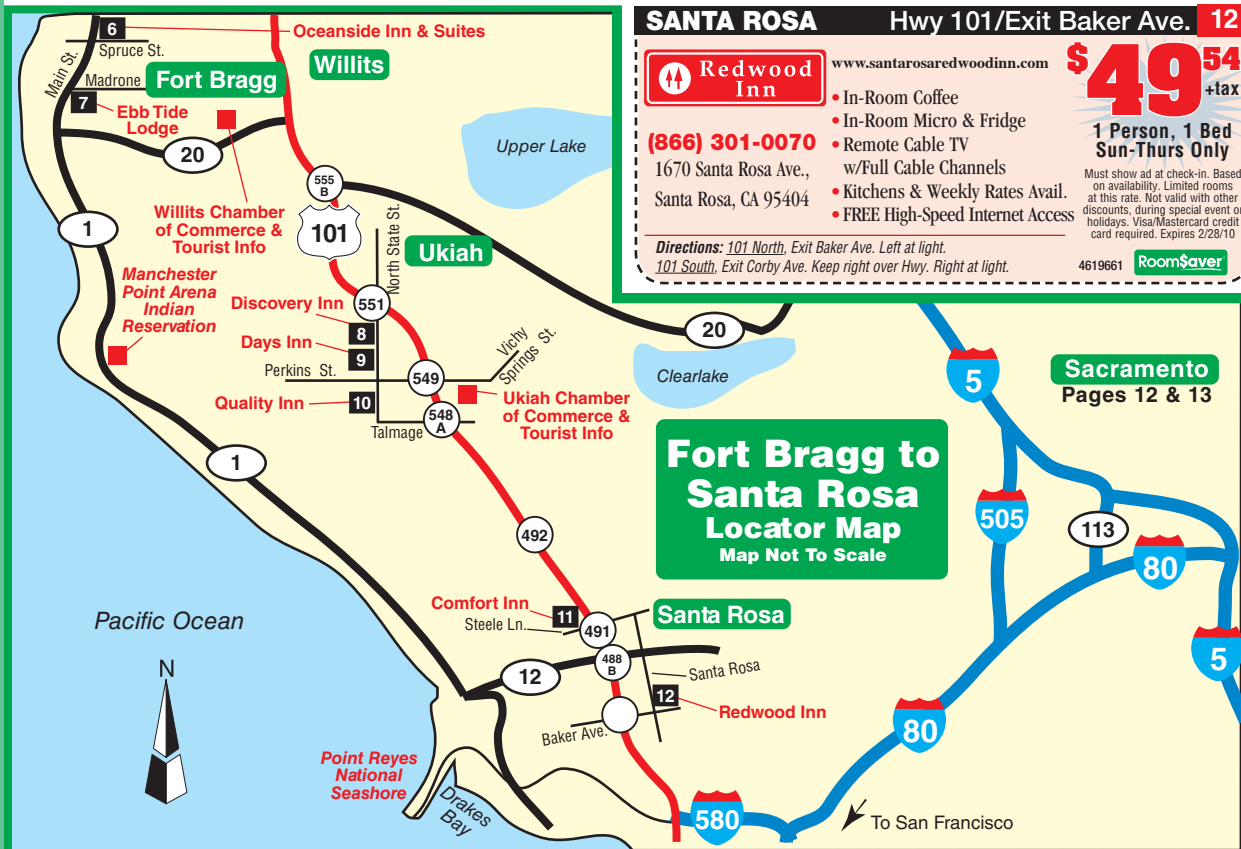 6
Oceanside Inn & Suites
Spruce St.
Main St.
Madrone
Fort Bragg
Willits
7
Ebb Tide
Lodge
20
Upper Lake
555
B
1
Willits Chamber
of Commerce &
Tourist Info
101
North State St.
Ukiah
Manchester
Point Arena
Indian
Reservation
Discovery Inn
551
8
Days Inn
9
Vichy
Springs St.
Perkins St.
549
Quality Inn
10
548
A
Talmage
Ukiah Chamber
of Commerce &
Tourist Info
20
Clearlake
5
Sacramento
Pages 12 & 13
1
Fort Bragg to
Santa Rosa
Locator Map
Map Not To Scale
505
113
80
492
Pacific Ocean
N
Comfort Inn
11
Steele Ln.
491
Santa Rosa
488
B
12
Santa Rosa
12
Redwood Inn
Baker Ave.
5
80
Point Reyes
National
Seashore
Drakes
Bay
580
To San Francisco
SANTA ROSA Hwy 101/Exit Baker Ave. 12
Redwood
Inn
(866) 301-0070
1670 Santa Rosa Ave.,
Santa Rosa, CA 95404
www.santarosaredwoodinn.com
• In-Room Coffee
• In-Room Micro & Fridge
• Remote Cable TV
w/Full Cable Channels
• Kitchens & Weekly Rates Avail.
• FREE High-Speed Internet Access
$49 54
+tax
1 Person, 1 Bed
Sun-Thurs Only
Must show ad at check-in. Based
on availability. Limited rooms
at this rate. Not valid with other
discounts, during special event or
holidays. Visa/Mastercard credit
card required. Expires 2/28/10
Directions: 101 North, Exit Baker Ave. Left at light.
101 South, Exit Corby Ave. Keep right over Hwy. Right at light.
4619661
Room$aver